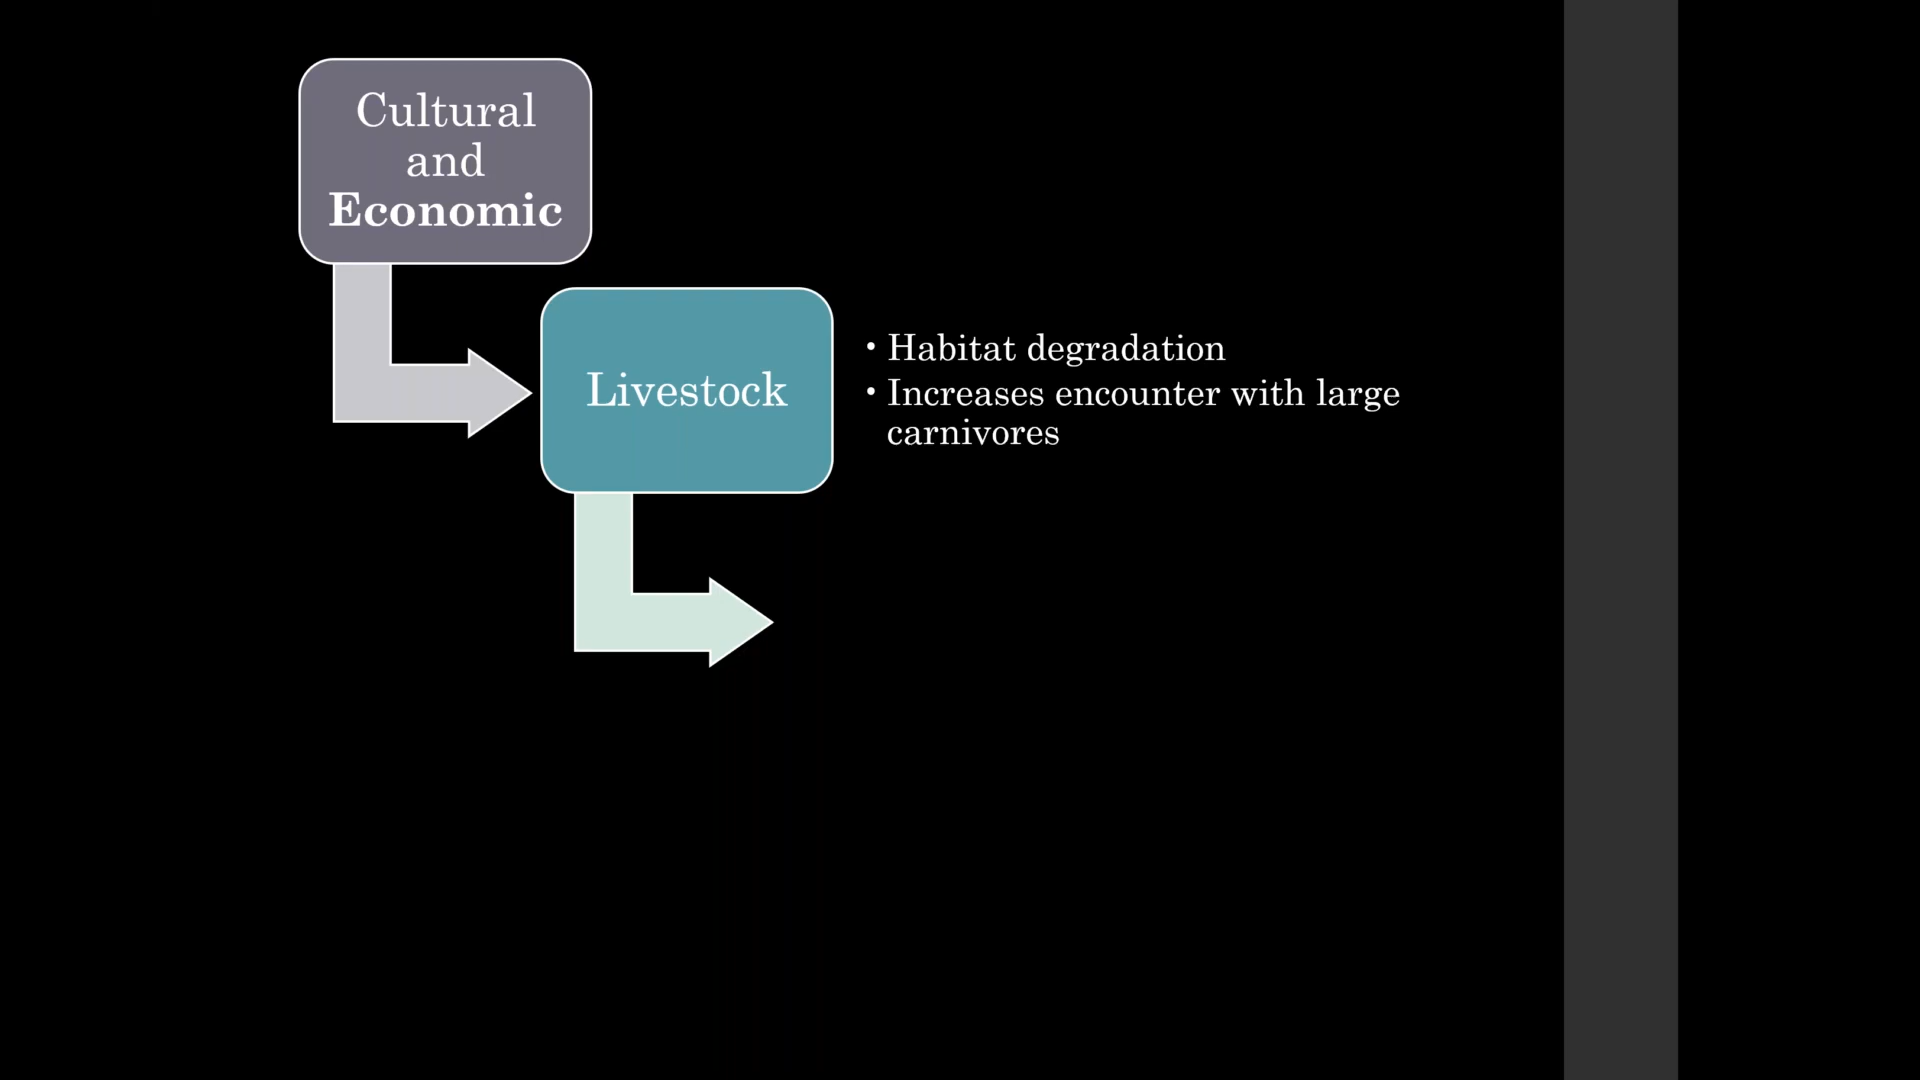 Cultural
and
Economic
Livestock
• Habitat degradation
• Increases encounter with large
carnivores